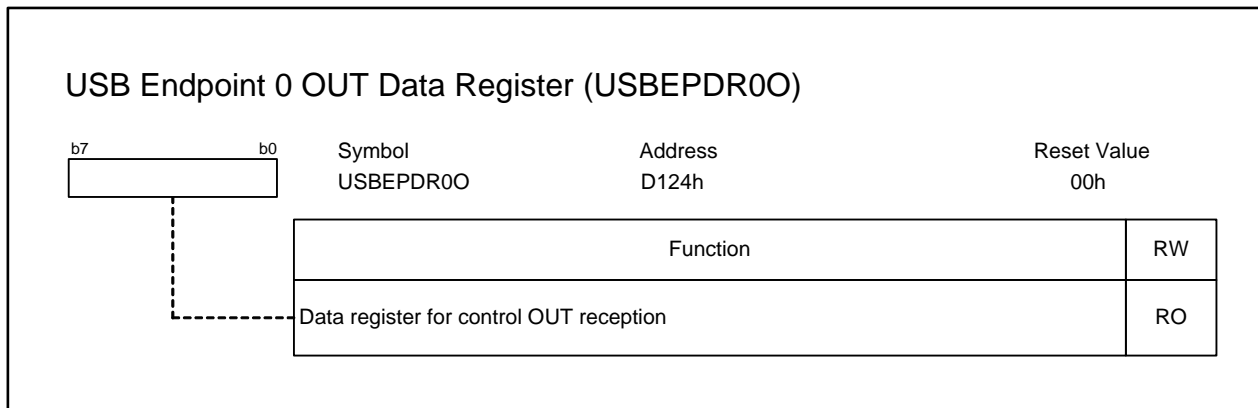 USB Endpoint 0 OUT Data Register (USBEPDR0O)
b7 b0 Symbol Address Reset Value
USBEPDR0O D124h 00h
Function RW
Data register for control OUT reception RO